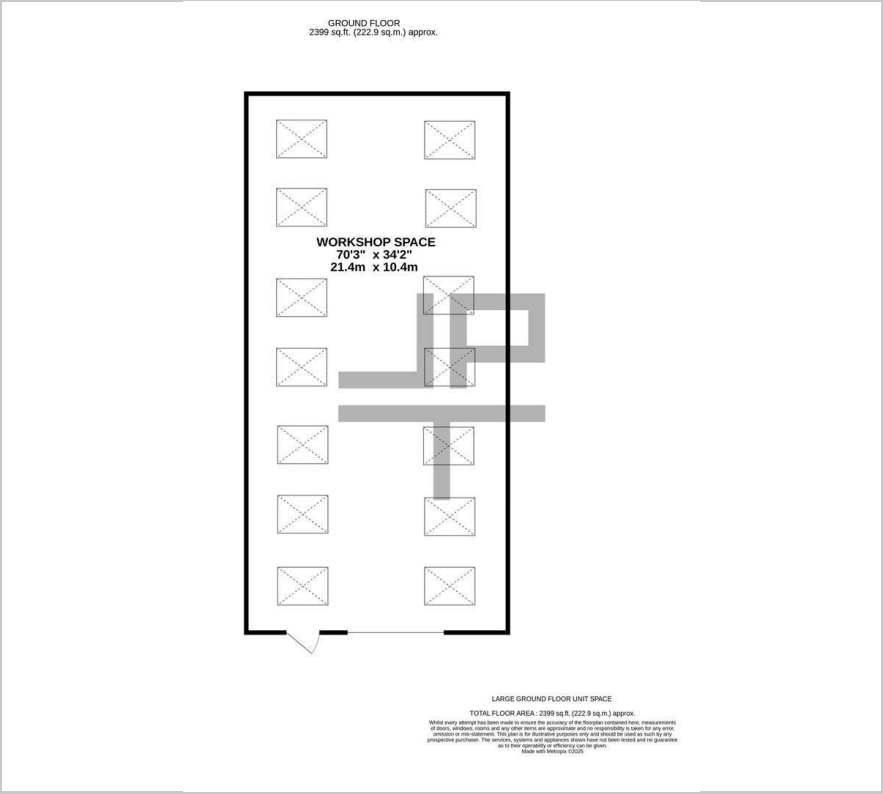 GROUND FLOOR
2399 sq.ft. (222.9 sq.m.) approx.
WORKSHOP SPACE
70'3" x 34'2"
21.4m x 10.4m
LARGE GROUND FLOOR UNIT SPACE
TOTAL FLOOR AREA : 2399 sq.ft. (222.9 sq.m.) approx.
Whilst every attempt has been made to ensure the accuracy of the floorplan contained here, measurements
of doors, windows, rooms and any other items are approximate and no responsibility is taken for any error,
omission or mis-statement. This plan is for illustrative purposes only and should be used as such by any
prospective purchaser. The services, systems and appliances shown have not been tested and no guarantee
as to their operability or efficiency can be given.
Made with Metropix ©2025